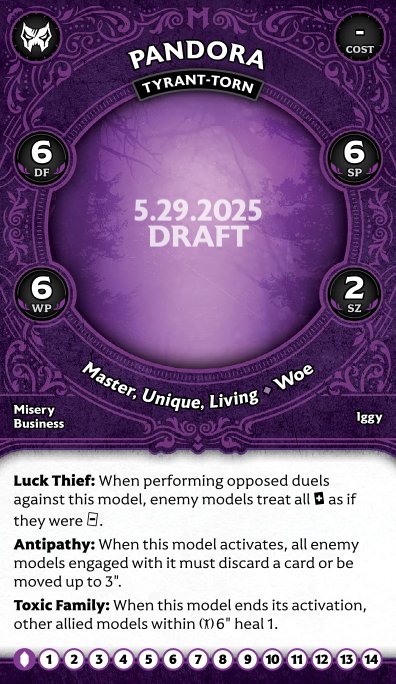 -
COST
PANDORA
TYRANT-TORN
6
DF
6
SP
5.29.2025
DRAFT
6
WP
2
SZ
Master, Unique, Living ♦ Woe
Misery
Business
Iggy
Luck Thief: When performing opposed duels
against this model, enemy models treat all as if
they were .
Antipathy: When this model activates, all enemy
models engaged with it must discard a card or be
moved up to 3".
Toxic Family: When this model ends its activation,
other allied models within 6" heal 1.
1 2 3 4 5 6 7 8 9 10 11 12 13 14